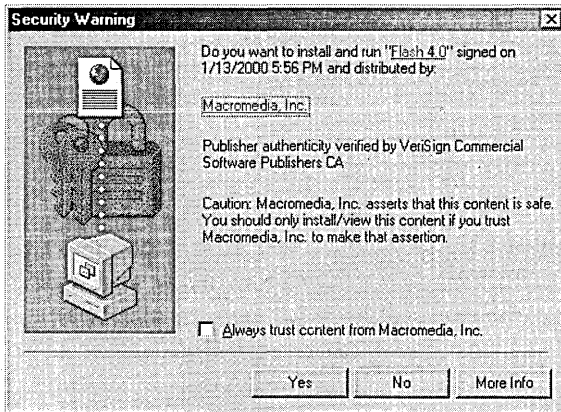 Security Warning
Do you want to install and run "Flash 4.0" signed on
1/13/2000 5:56 PM and distributed by:
Macromedia, Inc.
Publisher authenticity verified by VeriSign Commercial
Software Publishers CA
Caution: Macromedia, Inc. asserts that this content is safe.
You should only install/view this content if you trust
Macromedia, Inc. to make that assertion.
Always trust content from Macromedia, Inc.
Yes
No
More Info